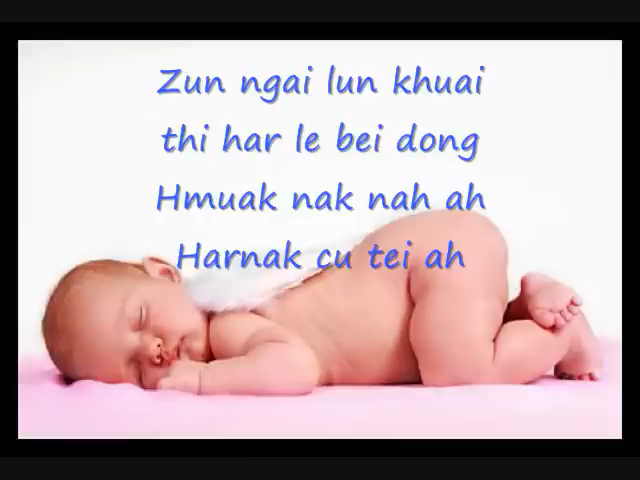 Zun ngai lun khuai
thi har le bei dong
Hmuak nak nah ah
Harnak cu tei ah